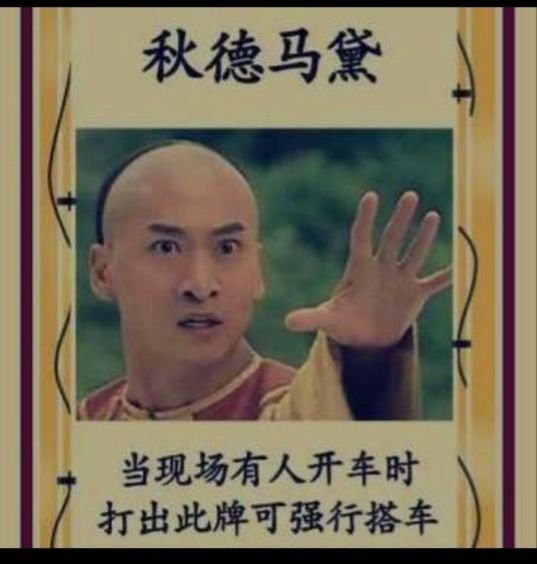 秋德马黛
当现场有人开车时
打出此牌可强行搭车